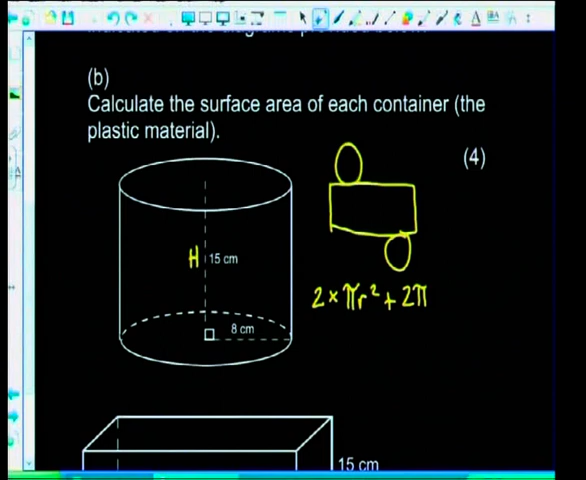 (b)
Calculate the surface area of each container (the
plastic material).
(4)
H 15 cm
8 cm
2 × πr² + 2π
15 cm